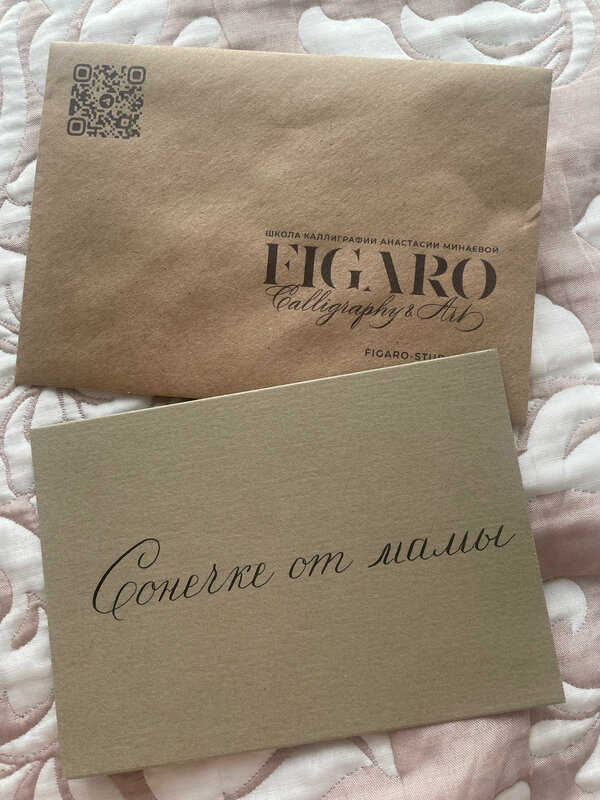 ШКОЛА КАЛЛИГРАФИИ АНАСТАСИИ МИНАЕВОЙ
FIGARO
Calligraphy & Art
Сонечке от мамы